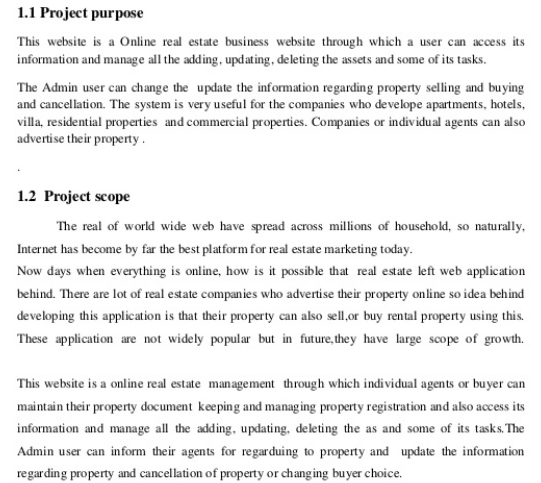 1.1 Project purpose
This website is a Online real estate business website through which a user can access its
information and manage all the adding, updating, deleting the assets and some of its tasks.
The Admin user can change the update the information regarding property selling and buying
and cancellation. The system is very useful for the companies who develope apartments, hotels,
villa, residential properties and commercial properties. Companies or individual agents can also
advertise their property .
.
1.2 Project scope
The real of world wide web have spread across millions of household, so naturally,
Internet has become by far the best platform for real estate marketing today.
Now days when everything is online, how is it possible that real estate left web application
behind. There are lot of real estate companies who advertise their property online so idea behind
developing this application is that their property can also sell,or buy rental property using this.
These application are not widely popular but in future,they have large scope of growth.
This website is a online real estate management through which individual agents or buyer can
maintain their property document keeping and managing property registration and also access its
information and manage all the adding, updating, deleting the as and some of its tasks.The
Admin user can inform their agents for regarduing to property and update the information
regarding property and cancellation of property or changing buyer choice.